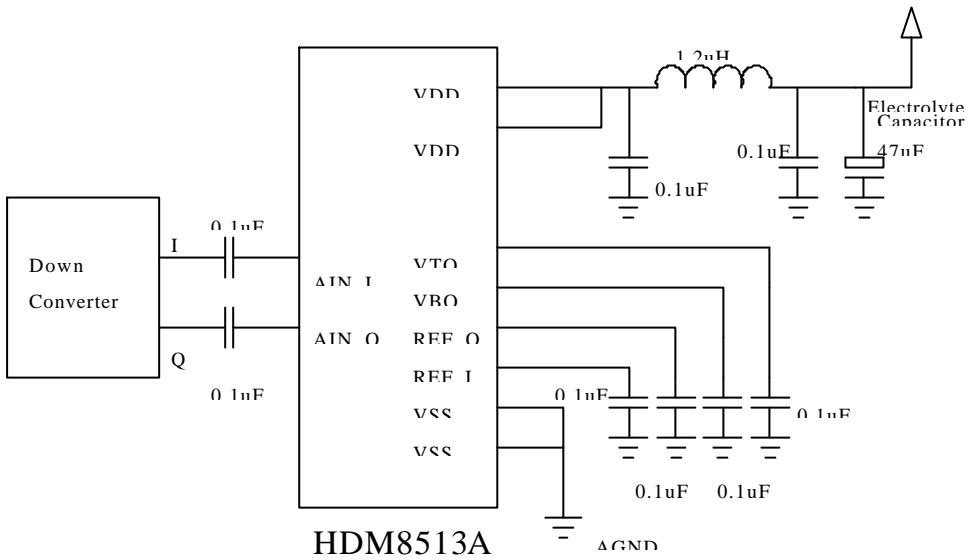 1.2uH
VDD
Electrolyte
Capacitor
VDD
0.1uF
47uF
0.1uF
0.1uF
I
Down
Converter
VTO
AIN_I
VBO
AIN_Q
REF_Q
Q
REF_I
0.1uF
0.1uF
VSS
0.1uF
VSS
0.1uF
0.1uF
HDM8513A
AGND